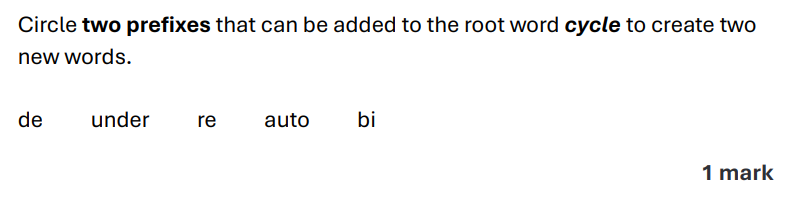 Circle two prefixes that can be added to the root word cycle to create two
new words.
de under re auto bi
1 mark